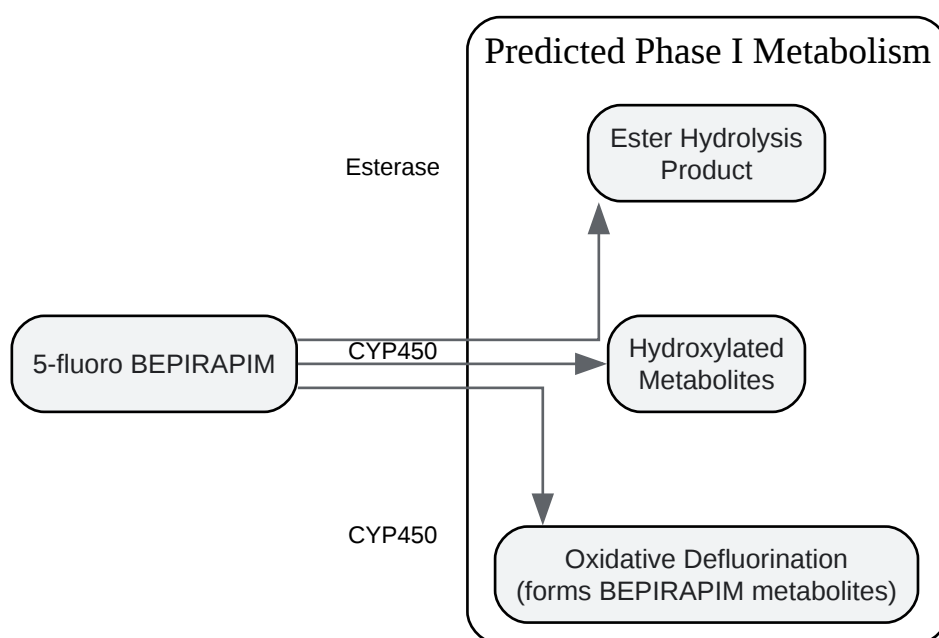 Predicted Phase I Metabolism
Ester Hydrolysis
Product
Esterase
5-fluoro BEPIRAPIM
CYP450
Hydroxylated
Metabolites
CYP450
Oxidative Defluorination
(forms BEPIRAPIM metabolites)